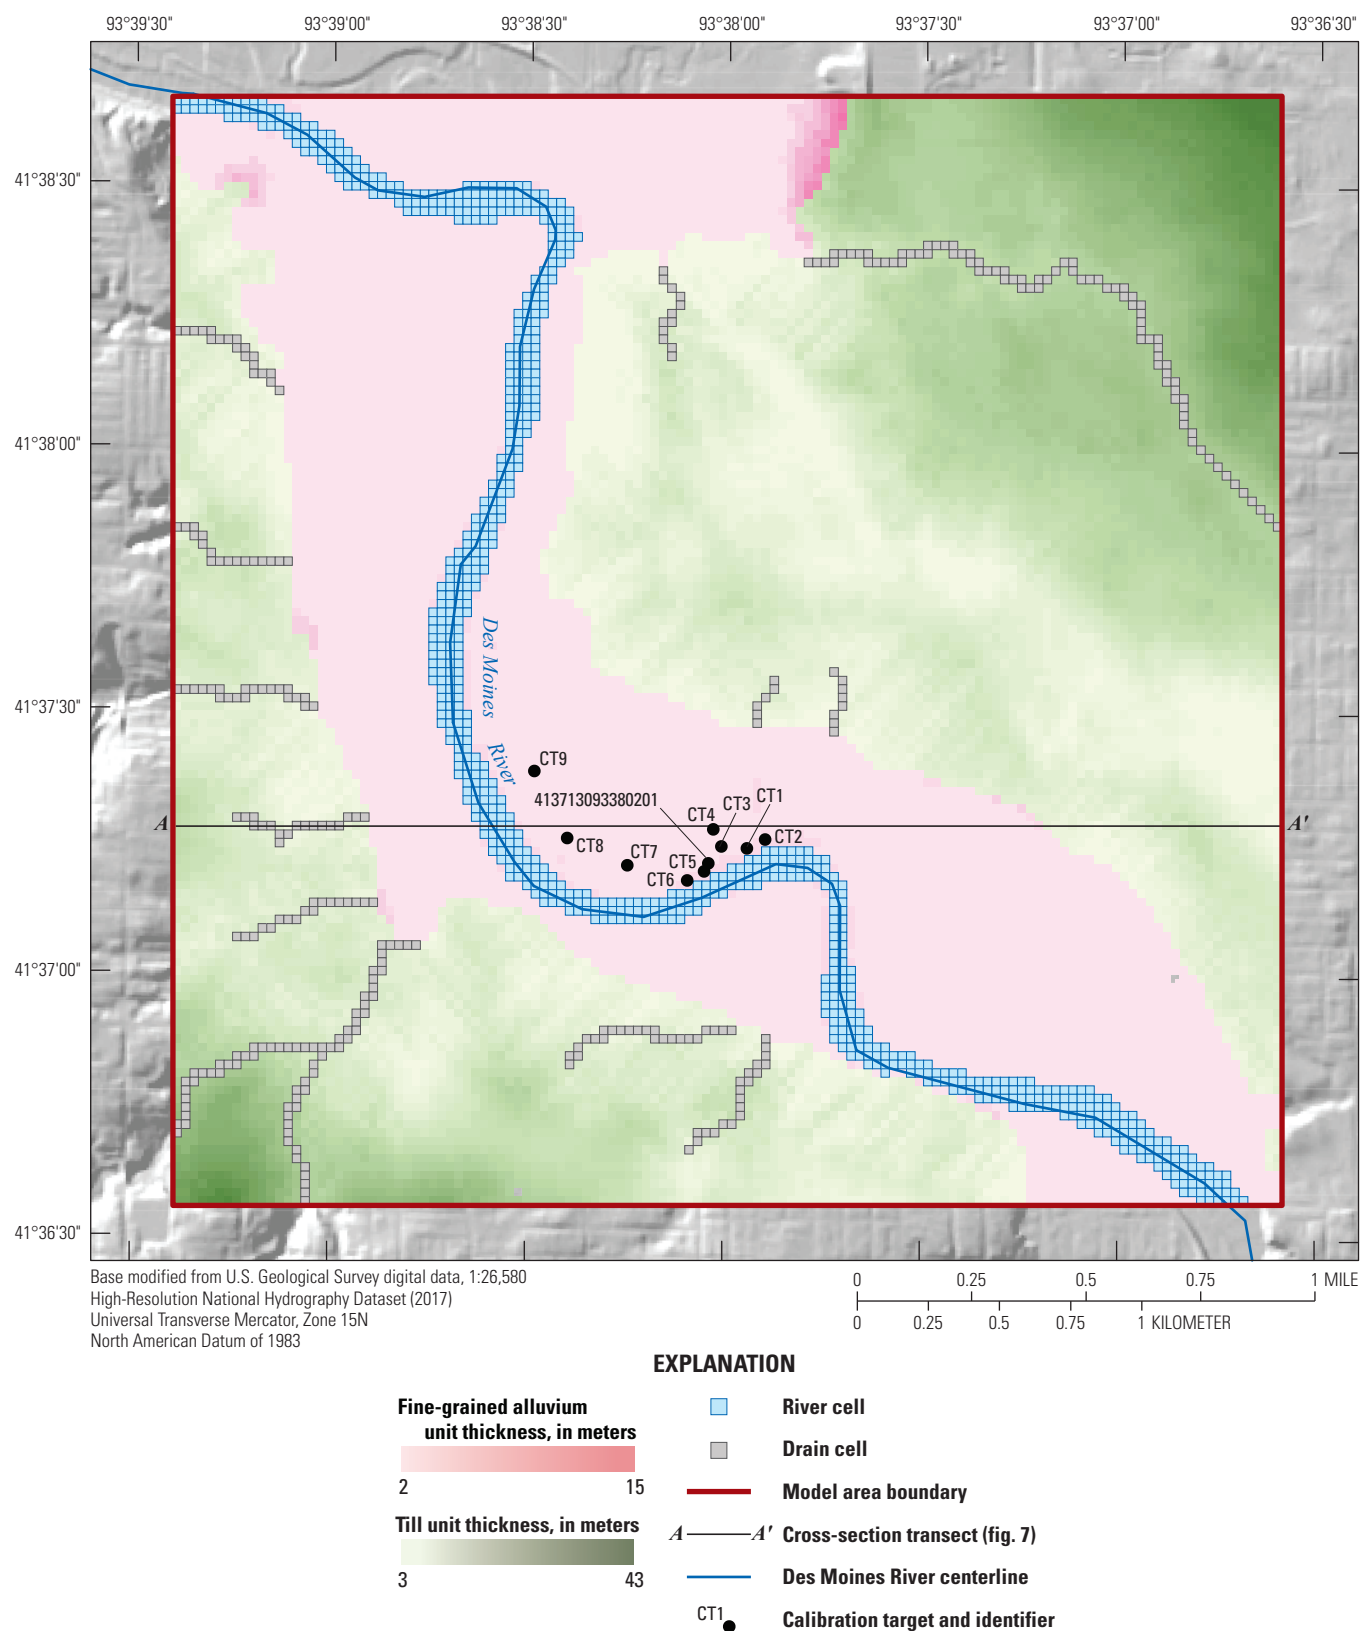 93°39'30" 93°39'00" 93°38'30" 93°38'00" 93°37'30" 93°37'00" 93°36'30"
41°38'30"
41°38'00"
41°37'30"
41°37'00"
41°36'30"
Des Moines
River
CT9
413713093380201
CT4
CT3
CT1
CT2
CT8
CT7
CT5
CT6
A
A'
Base modified from U.S. Geological Survey digital data, 1:26,580
High-Resolution National Hydrography Dataset (2017)
Universal Transverse Mercator, Zone 15N
North American Datum of 1983
0 0.25 0.5 0.75 1 MILE
0 0.25 0.5 0.75 1 KILOMETER
EXPLANATION
Fine-grained alluvium
unit thickness, in meters
2 15
Till unit thickness, in meters
3 43
River cell
Drain cell
Model area boundary
A A' Cross-section transect (fig. 7)
Des Moines River centerline
CT1 Calibration target and identifier